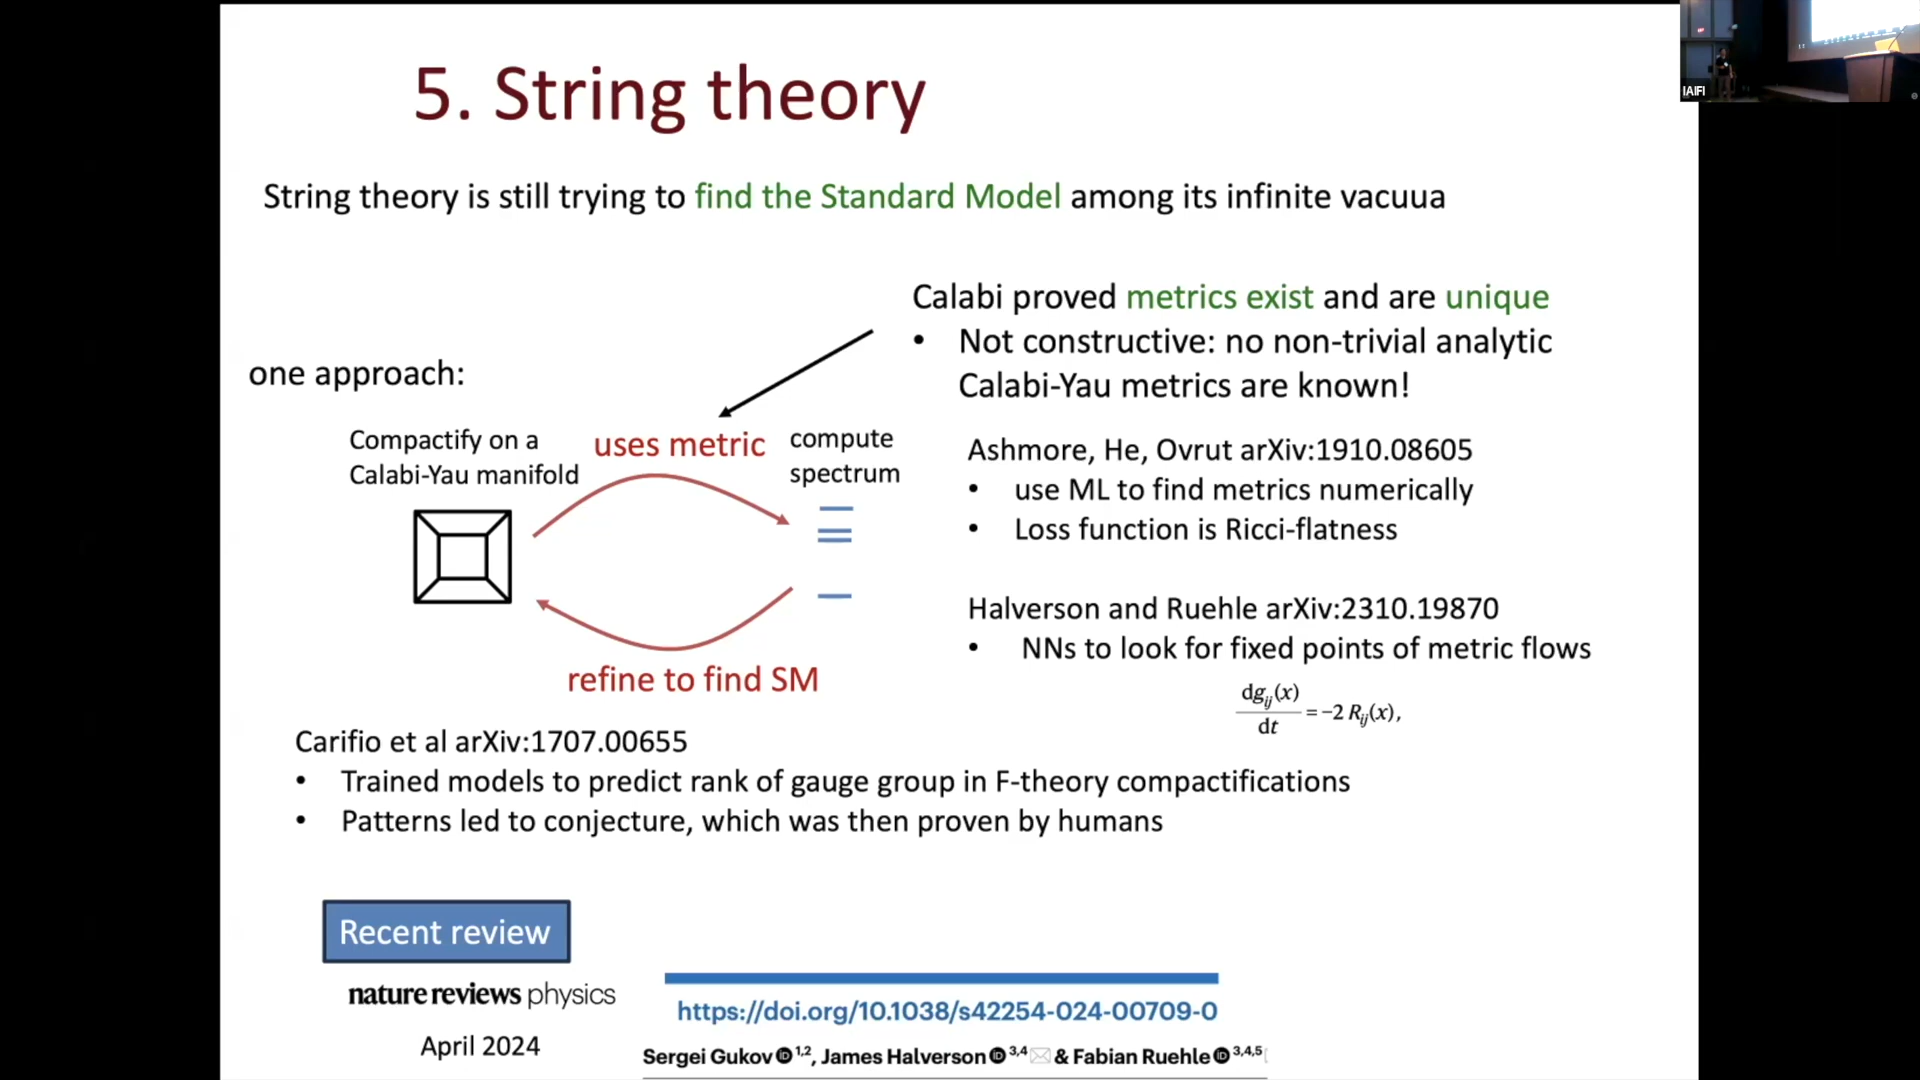 5. String theory
String theory is still trying to find the Standard Model among its infinite vacuua
Calabi proved metrics exist and are unique
• Not constructive: no non-trivial analytic
Calabi-Yau metrics are known!
one approach:
Compactify on a
Calabi-Yau manifold
uses metric
compute
spectrum
refine to find SM
Ashmore, He, Ovrut arXiv:1910.08605
• use ML to find metrics numerically
• Loss function is Ricci-flatness
Halverson and Ruehle arXiv:2310.19870
• NNs to look for fixed points of metric flows
dg_ij(x)/dt = −2 R_ij(x),
Carifio et al arXiv:1707.00655
• Trained models to predict rank of gauge group in F-theory compactifications
• Patterns led to conjecture, which was then proven by humans
Recent review
nature reviews physics
April 2024
https://doi.org/10.1038/s42254-024-00709-0
Sergei Gukov iD 1,2, James Halverson iD 3,4 & Fabian Ruehle iD 3,4,5
IAIFI